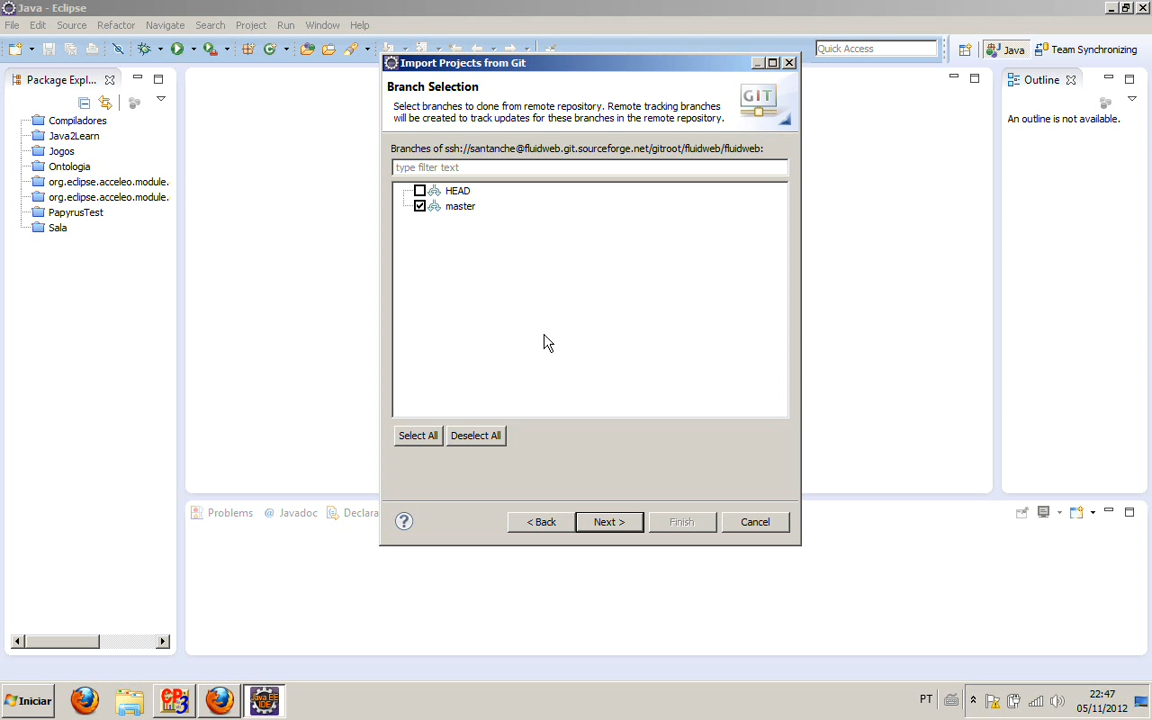 Java - Eclipse
File Edit Source Refactor Navigate Search Project Run Window Help
Quick Access
Java
Team Synchronizing
Package Expl...
Compiladores
Java2Learn
Jogos
Ontologia
org.eclipse.acceleo.module.
org.eclipse.acceleo.module.
PapyrusTest
Sala
Import Projects from Git
Branch Selection
Select branches to clone from remote repository. Remote tracking branches
will be created to track updates for these branches in the remote repository.
GIT
Branches of ssh://santanche@fluidweb.git.sourceforge.net/gitroot/fluidweb/fluidweb:
type filter text
HEAD
master
Select All Deselect All
< Back Next > Finish Cancel
Outline
An outline is not available.
Problems @ Javadoc Declara
Iniciar
Java EE
IDE
PT
22:47
05/11/2012